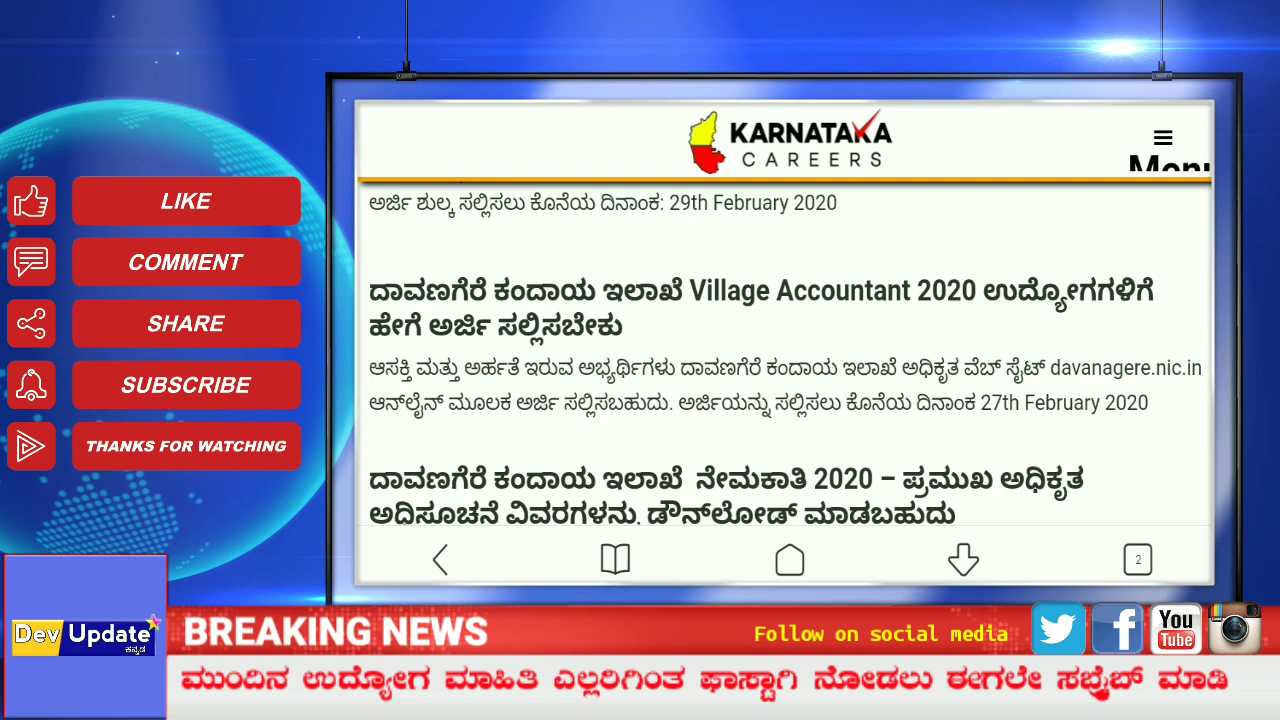 KARNATAKA
CAREERS
Menu
ಅರ್ಜಿ ಶುಲ್ಕ ಸಲ್ಲಿಸಲು ಕೊನೆಯ ದಿನಾಂಕ: 29th February 2020
ದಾವಣಗೆರೆ ಕಂದಾಯ ಇಲಾಖೆ Village Accountant 2020 ಉದ್ಯೋಗಗಳಿಗೆ
ಹೇಗೆ ಅರ್ಜಿ ಸಲ್ಲಿಸಬೇಕು
ಆಸಕ್ತಿ ಮತ್ತು ಅರ್ಹತೆ ಇರುವ ಅಭ್ಯರ್ಥಿಗಳು ದಾವಣಗೆರೆ ಕಂದಾಯ ಇಲಾಖೆ ಅಧಿಕೃತ ವೆಬ್ ಸೈಟ್ davanagere.nic.in
ಆನ್‌ಲೈನ್ ಮೂಲಕ ಅರ್ಜಿ ಸಲ್ಲಿಸಬಹುದು. ಅರ್ಜಿಯನ್ನು ಸಲ್ಲಿಸಲು ಕೊನೆಯ ದಿನಾಂಕ 27th February 2020
ದಾವಣಗೆರೆ ಕಂದಾಯ ಇಲಾಖೆ ನೇಮಕಾತಿ 2020 – ಪ್ರಮುಖ ಅಧಿಕೃತ
ಅಧಿಸೂಚನೆ ವಿವರಗಳನ್ನು ಡೌನ್‌ಲೋಡ್ ಮಾಡಬಹುದು
2
LIKE
COMMENT
SHARE
SUBSCRIBE
THANKS FOR WATCHING
Dev Update
ಕನ್ನಡ
BREAKING NEWS
Follow on social media
You
Tube
ಮುಂದಿನ ಉದ್ಯೋಗ ಮಾಹಿತಿ ಎಲ್ಲರಿಗಿಂತ ಫಾಸ್ಟಾಗಿ ನೋಡಲು ಈಗಲೇ ಸಬ್ಸ್ಕ್ರೈಬ್ ಮಾಡಿ